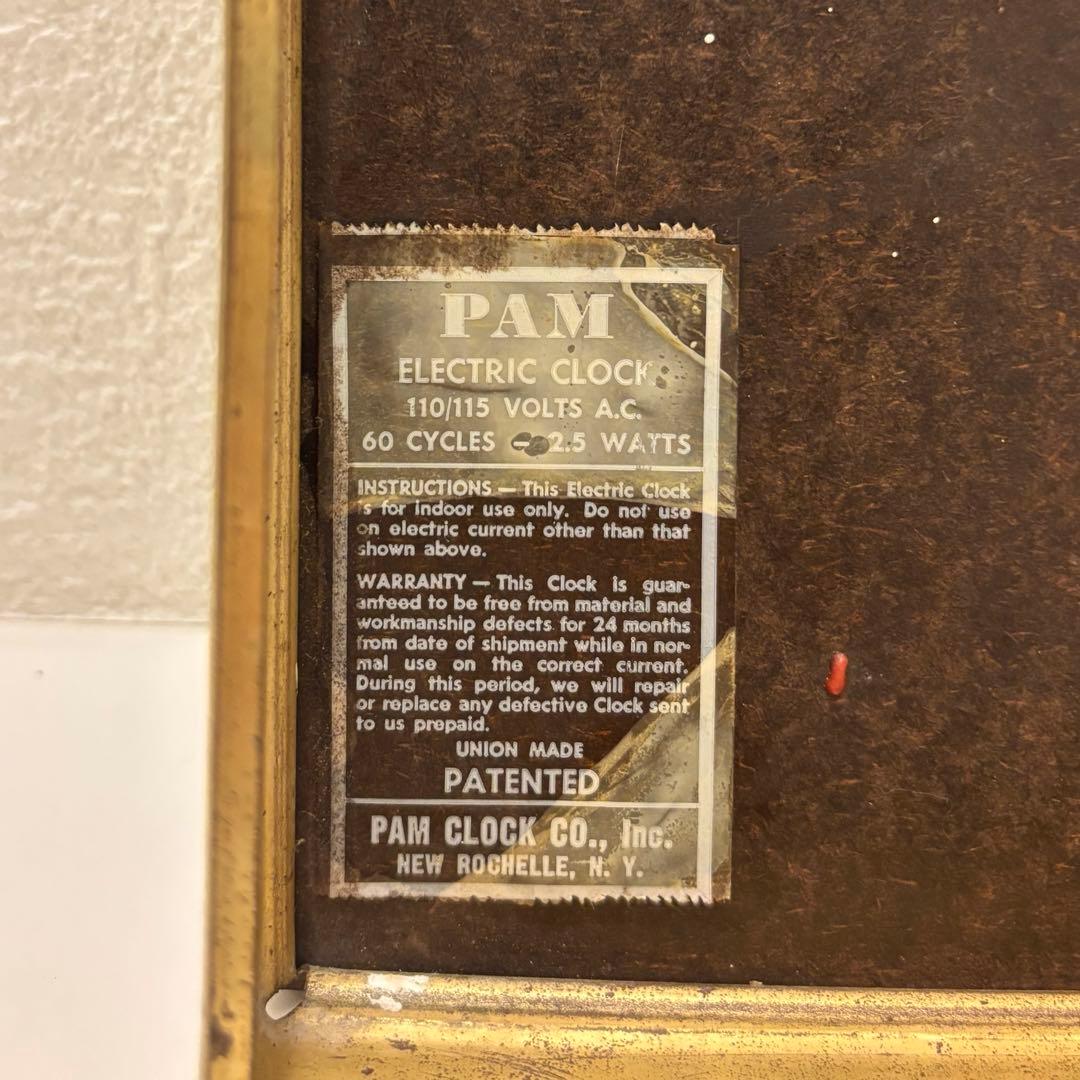 PAM
ELECTRIC CLOCK
110/115 VOLTS A.C.
60 CYCLES – 2.5 WATTS
INSTRUCTIONS — This Electric Clock
is for indoor use only. Do not use
on electric current other than that
shown above.
WARRANTY — This Clock is guar-
anteed to be free from material and
workmanship defects for 24 months
from date of shipment while in nor-
mal use on the correct current.
During this period, we will repair
or replace any defective Clock sent
to us prepaid.
UNION MADE
PATENTED
PAM CLOCK CO., Inc.
NEW ROCHELLE, N. Y.